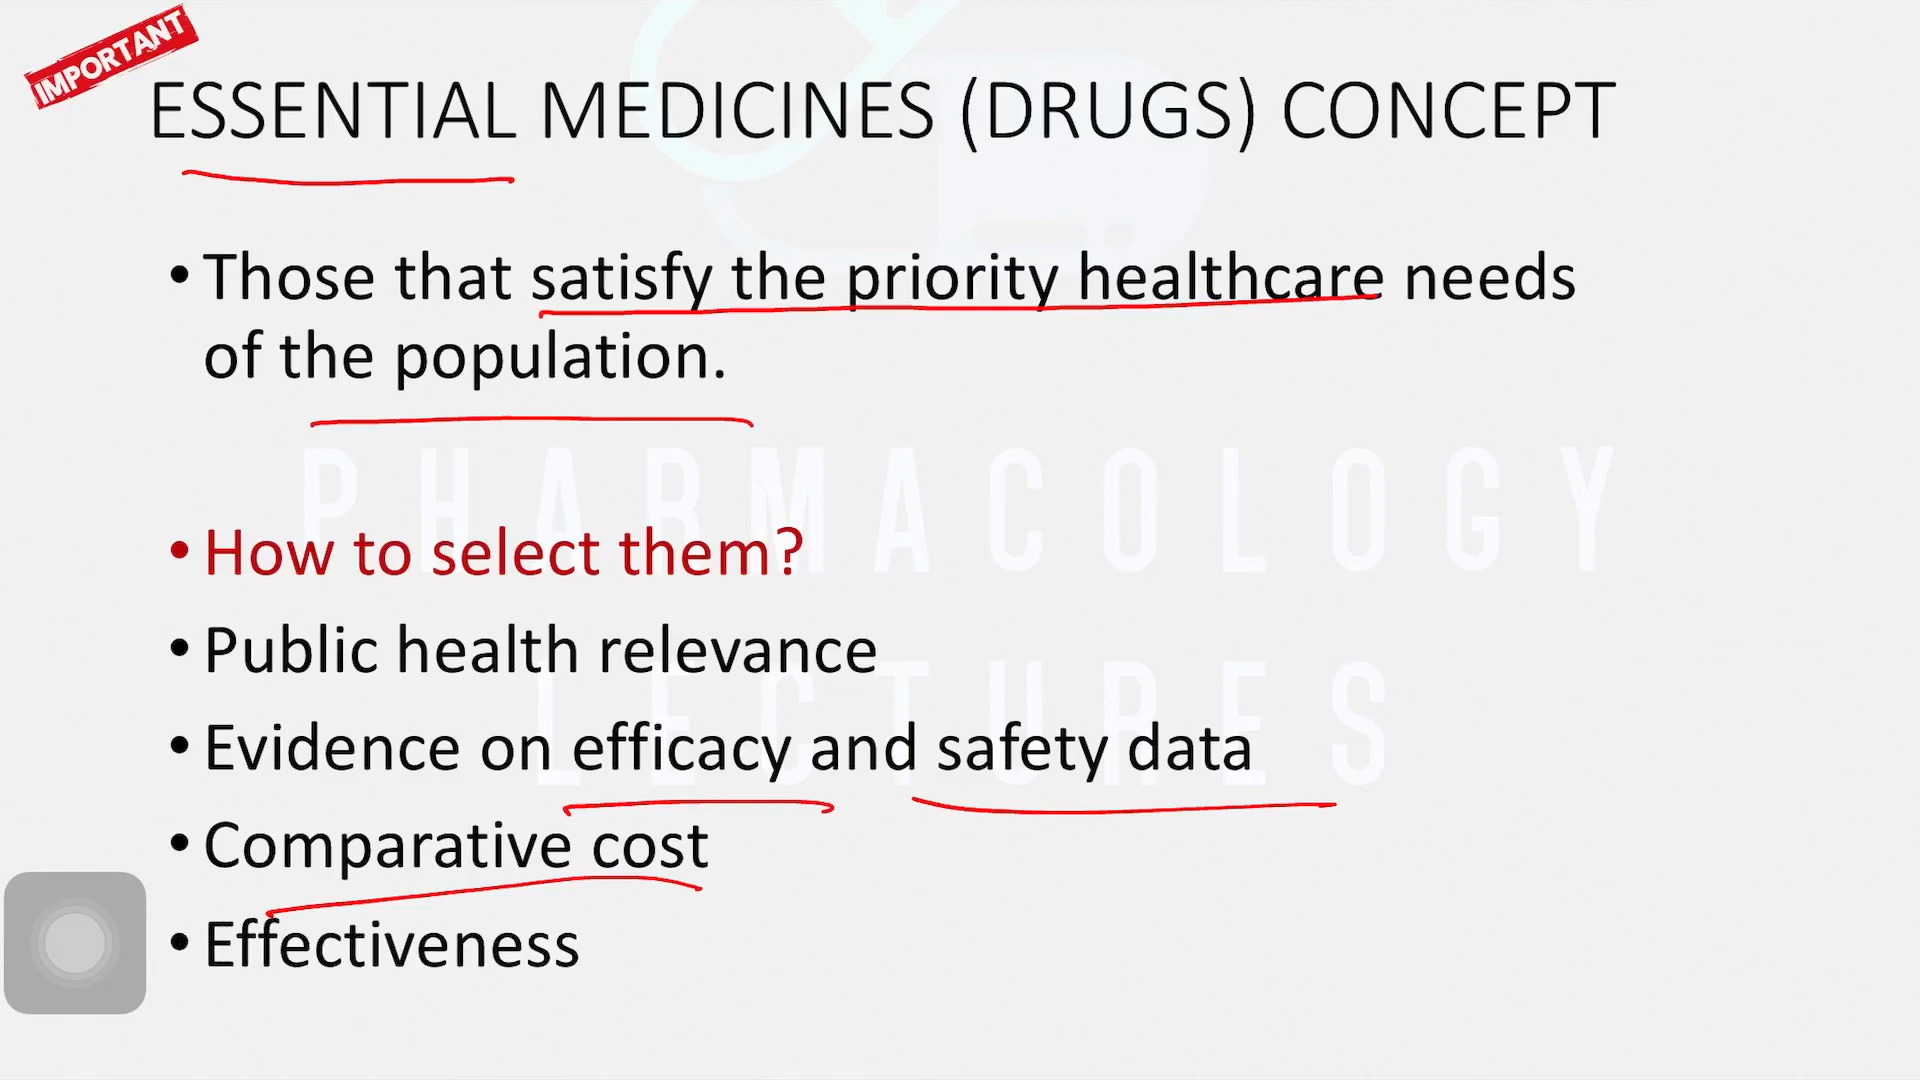 IMPORTANT
ESSENTIAL MEDICINES (DRUGS) CONCEPT
• Those that satisfy the priority healthcare needs
of the population.
PHARMACOLOGY
• How to select them?
• Public health relevance
LECTURES
• Evidence on efficacy and safety data
• Comparative cost
• Effectiveness